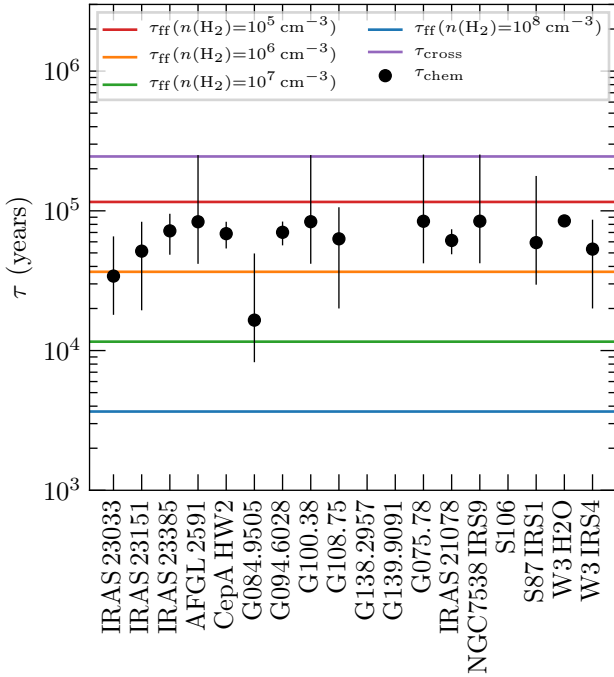 τff(n(H2)=10^5 cm−3)
τff(n(H2)=10^6 cm−3)
τff(n(H2)=10^7 cm−3)
τff(n(H2)=10^8 cm−3)
τcross
τchem
τ (years)
10^6
10^5
10^4
10^3
IRAS 23033
IRAS 23151
IRAS 23385
AFGL 2591
CepA HW2
G084.9505
G094.6028
G100.38
G108.75
G138.2957
G139.9091
G075.78
IRAS 21078
NGC7538 IRS9
S106
S87 IRS1
W3 H2O
W3 IRS4